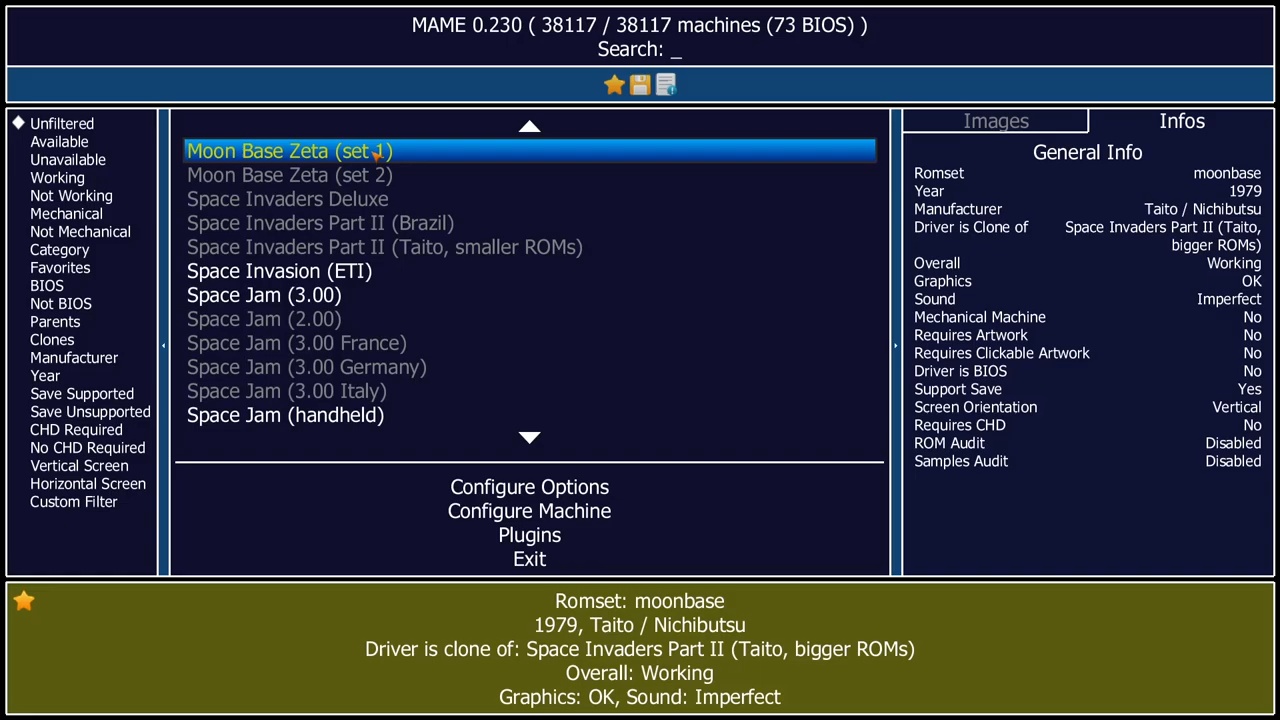 MAME 0.230 ( 38117 / 38117 machines (73 BIOS) )
Search: _
Unfiltered
Available
Unavailable
Working
Not Working
Mechanical
Not Mechanical
Category
Favorites
BIOS
Not BIOS
Parents
Clones
Manufacturer
Year
Save Supported
Save Unsupported
CHD Required
No CHD Required
Vertical Screen
Horizontal Screen
Custom Filter
Moon Base Zeta (set 1)
Moon Base Zeta (set 2)
Space Invaders Deluxe
Space Invaders Part II (Brazil)
Space Invaders Part II (Taito, smaller ROMs)
Space Invasion (ETI)
Space Jam (3.00)
Space Jam (2.00)
Space Jam (3.00 France)
Space Jam (3.00 Germany)
Space Jam (3.00 Italy)
Space Jam (handheld)
Configure Options
Configure Machine
Plugins
Exit
Images Infos
General Info
Romset moonbase
Year 1979
Manufacturer Taito / Nichibutsu
Driver is Clone of Space Invaders Part II (Taito,
bigger ROMs)
Overall Working
Graphics OK
Sound Imperfect
Mechanical Machine No
Requires Artwork No
Requires Clickable Artwork No
Driver is BIOS No
Support Save Yes
Screen Orientation Vertical
Requires CHD No
ROM Audit Disabled
Samples Audit Disabled
Romset: moonbase
1979, Taito / Nichibutsu
Driver is clone of: Space Invaders Part II (Taito, bigger ROMs)
Overall: Working
Graphics: OK, Sound: Imperfect